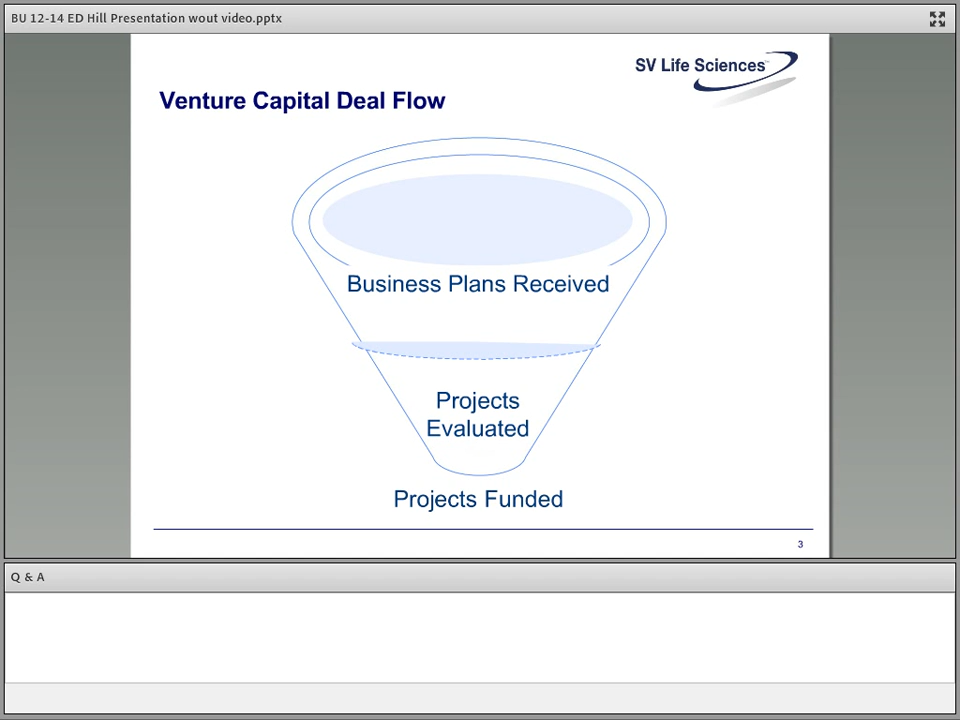 BU 12-14 ED Hill Presentation wout video.pptx
SV Life Sciences™
Venture Capital Deal Flow
Business Plans Received
Projects
Evaluated
Projects Funded
3
Q & A